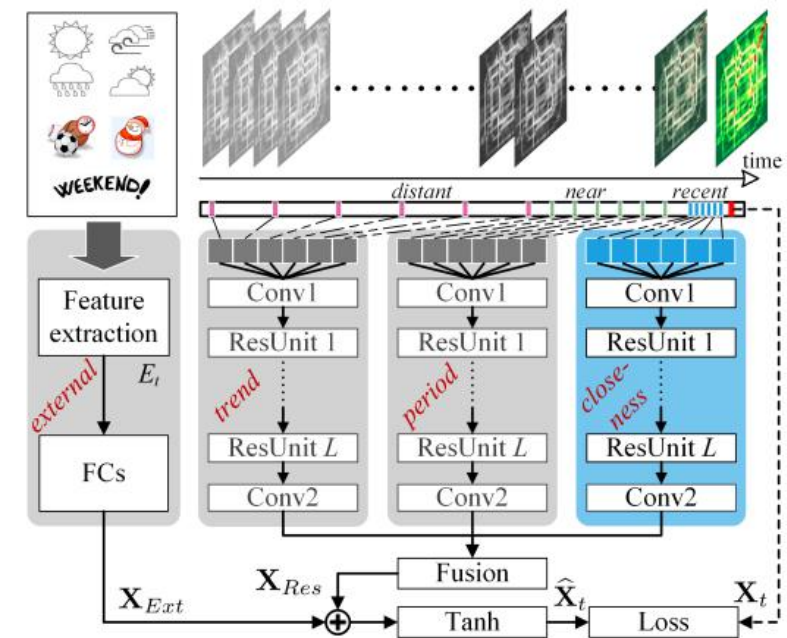 WEEKEND!
time
distant near recent
Feature extraction
E_t
external
FCs
Conv1
ResUnit 1
trend
ResUnit L
Conv2
Conv1
ResUnit 1
period
ResUnit L
Conv2
Conv1
ResUnit 1
close-
ness
ResUnit L
Conv2
Fusion
X_Res
X_Ext
Tanh
X̂_t
Loss
X_t